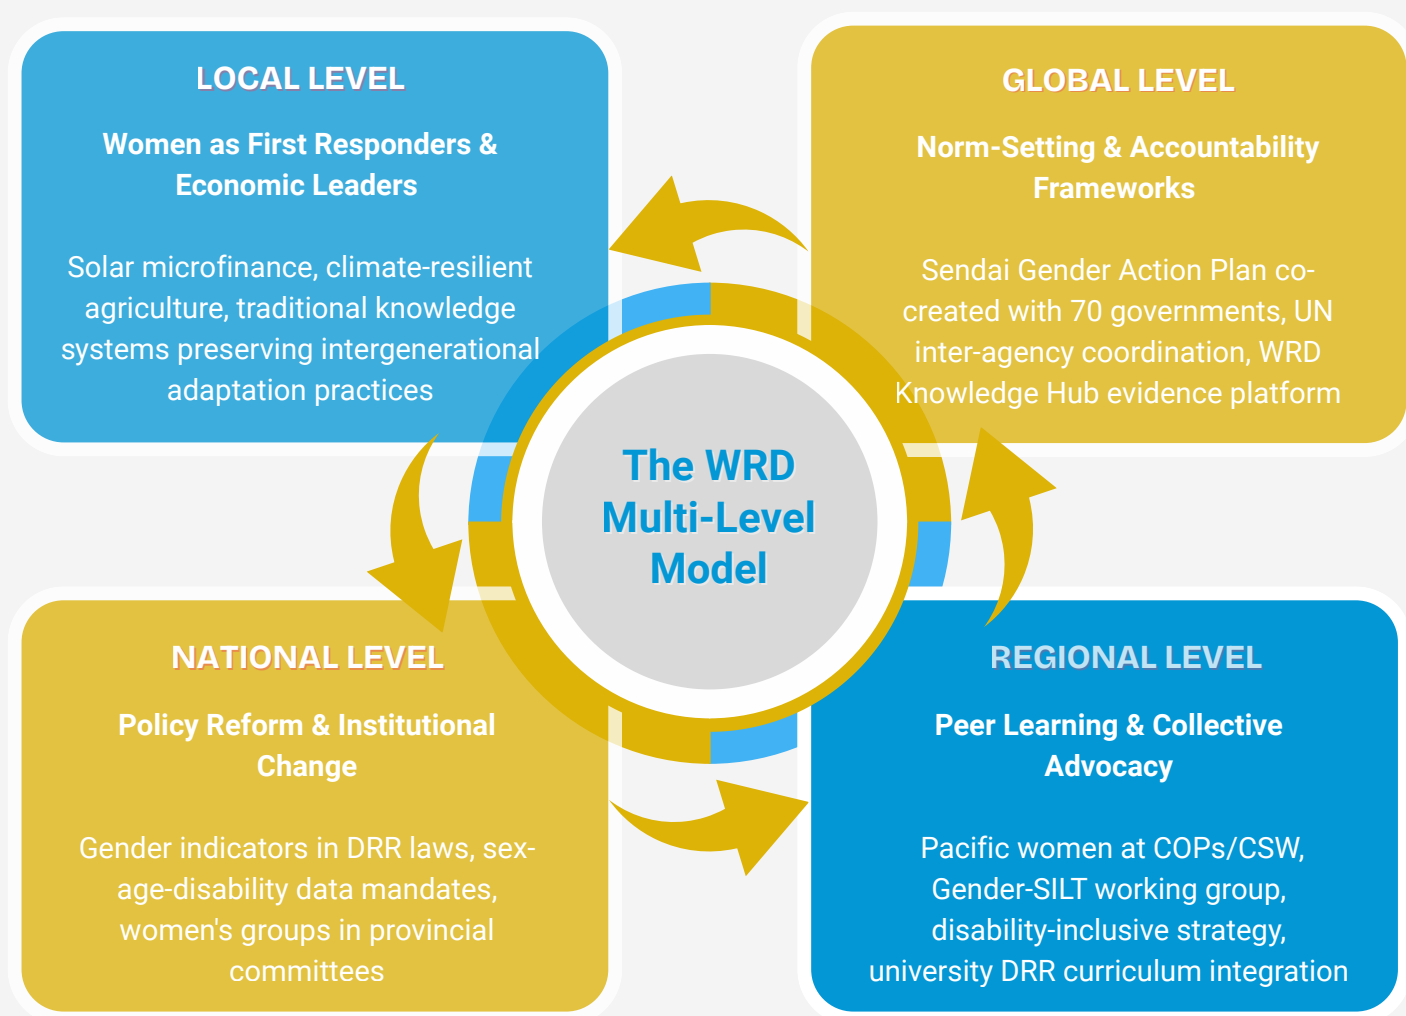 LOCAL LEVEL
Women as First Responders &
Economic Leaders
Solar microfinance, climate-resilient
agriculture, traditional knowledge
systems preserving intergenerational
adaptation practices
GLOBAL LEVEL
Norm-Setting & Accountability
Frameworks
Sendai Gender Action Plan co-
created with 70 governments, UN
inter-agency coordination, WRD
Knowledge Hub evidence platform
The WRD
Multi-Level
Model
NATIONAL LEVEL
Policy Reform & Institutional
Change
Gender indicators in DRR laws, sex-
age-disability data mandates,
women's groups in provincial
committees
REGIONAL LEVEL
Peer Learning & Collective
Advocacy
Pacific women at COPs/CSW,
Gender-SILT working group,
disability-inclusive strategy,
university DRR curriculum integration